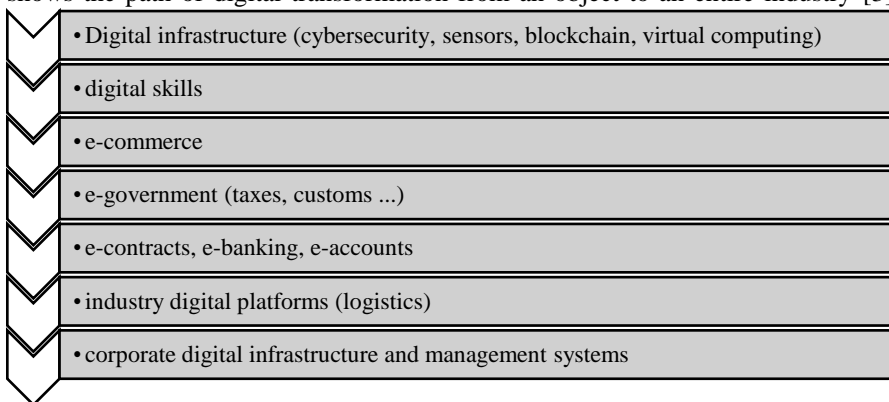 shows the path of digital transformation from an object to an entire industry [5]
• Digital infrastructure (cybersecurity, sensors, blockchain, virtual computing)
• digital skills
• e-commerce
• e-government (taxes, customs ...)
• e-contracts, e-banking, e-accounts
• industry digital platforms (logistics)
• corporate digital infrastructure and management systems